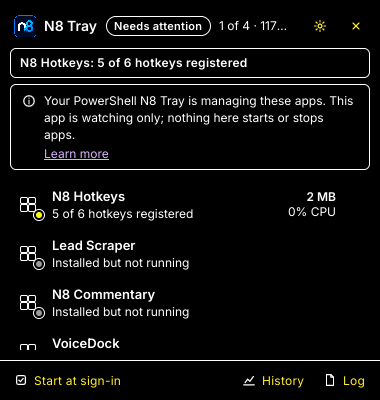 n8 N8 Tray Needs attention 1 of 4 · 117...
N8 Hotkeys: 5 of 6 hotkeys registered
Your PowerShell N8 Tray is managing these apps. This
app is watching only; nothing here starts or stops
apps.
Learn more
N8 Hotkeys 2 MB
5 of 6 hotkeys registered 0% CPU
Lead Scraper
Installed but not running
N8 Commentary
Installed but not running
VoiceDock
Start at sign-in History Log